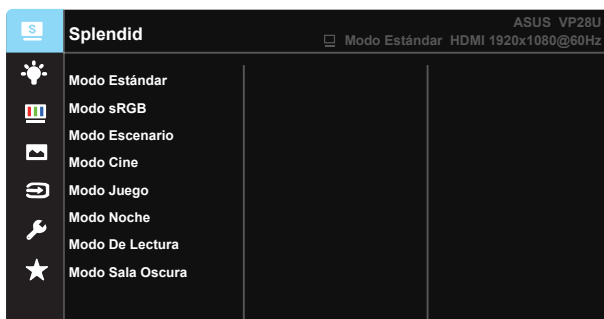 S
Splendid
ASUS VP28U
Modo Estándar HDMI 1920x1080@60Hz
Modo Estándar
Modo sRGB
Modo Escenario
Modo Cine
Modo Juego
Modo Noche
Modo De Lectura
Modo Sala Oscura